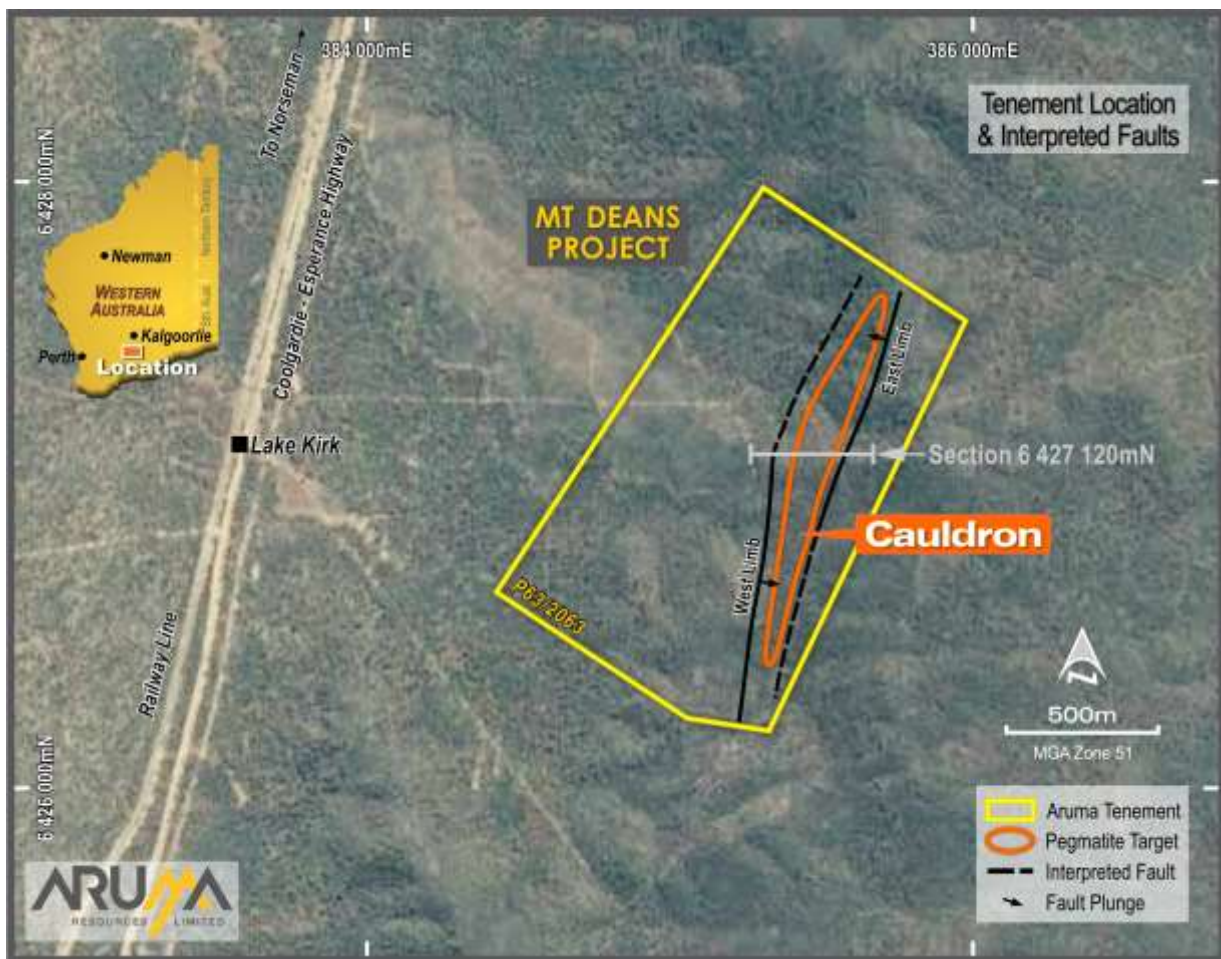 384 000mE
386 000mE
Tenement Location
& Interpreted Faults
To Norseman
Coolgardie - Esperance Highway
6 428 000mN
MT DEANS
PROJECT
Newman
WESTERN
AUSTRALIA
Kalgoorlie
Perth
Location
East Limb
Lake Kirk
Section 6 427 120mN
Cauldron
West Limb
P63/2063
Railway Line
500m
MGA Zone 51
6 426 000mN
Aruma Tenement
Pegmatite Target
Interpreted Fault
Fault Plunge
ARUMA
RESOURCES LIMITED